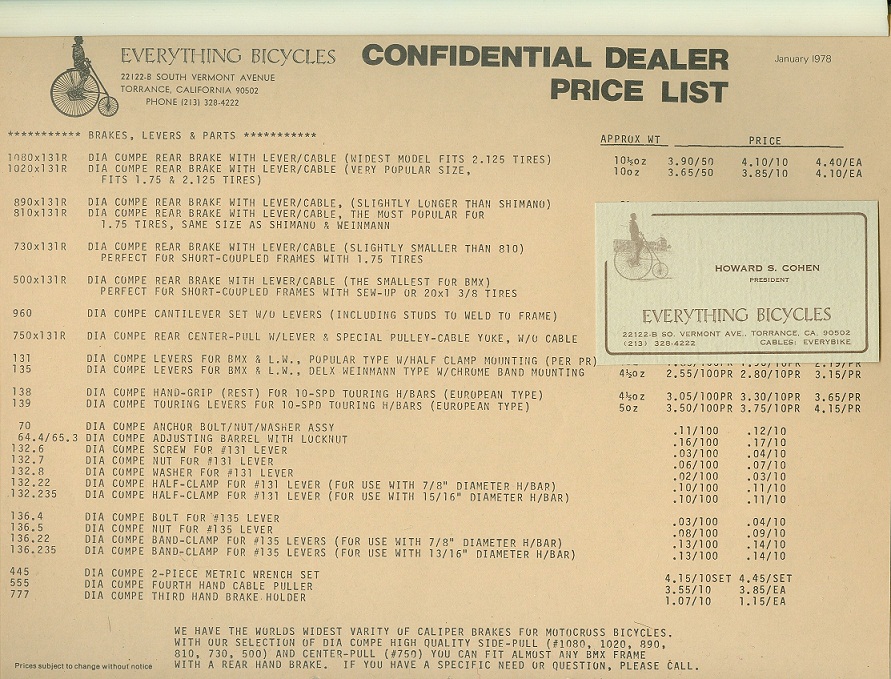 EVERYTHING BICYCLES
22122-B SOUTH VERMONT AVENUE
TORRANCE, CALIFORNIA 90502
PHONE (213) 328-4222
CONFIDENTIAL DEALER
PRICE LIST
January 1978
*********** BRAKES, LEVERS & PARTS ***********
APPROX WT PRICE
1080x131R DIA COMPE REAR BRAKE WITH LEVER/CABLE (WIDEST MODEL FITS 2.125 TIRES) 10½oz 3.90/50 4.10/10 4.40/EA
1020x131R DIA COMPE REAR BRAKE WITH LEVER/CABLE (VERY POPULAR SIZE, 10oz 3.65/50 3.85/10 4.10/EA
FITS 1.75 & 2.125 TIRES)
890x131R DIA COMPE REAR BRAKE WITH LEVER/CABLE, (SLIGHTLY LONGER THAN SHIMANO)
810x131R DIA COMPE REAR BRAKE WITH LEVER/CABLE, THE MOST POPULAR FOR
1.75 TIRES, SAME SIZE AS SHIMANO & WEINMANN
730x131R DIA COMPE REAR BRAKE WITH LEVER/CABLE (SLIGHTLY SMALLER THAN 810)
PERFECT FOR SHORT-COUPLED FRAMES WITH 1.75 TIRES
500x131R DIA COMPE REAR BRAKE WITH LEVER/CABLE (THE SMALLEST FOR BMX)
PERFECT FOR SHORT-COUPLED FRAMES WITH SEW-UP OR 20x1 3/8 TIRES
960 DIA COMPE CANTILEVER SET W/O LEVERS (INCLUDING STUDS TO WELD TO FRAME)
750x131R DIA COMPE REAR CENTER-PULL W/LEVER & SPECIAL PULLEY-CABLE YOKE, W/O CABLE
HOWARD S. COHEN
PRESIDENT
EVERYTHING BICYCLES
22122-B SO. VERMONT AVE., TORRANCE, CA. 90502
(213) 328-4222 CABLES: EVERYBIKE
131 DIA COMPE LEVERS FOR BMX & L.W., POPULAR TYPE W/HALF CLAMP MOUNTING (PER PR)
135 DIA COMPE LEVERS FOR BMX & L.W., DELX WEINMANN TYPE W/CHROME BAND MOUNTING 4½oz 2.55/100PR 2.80/10PR 3.15/PR
138 DIA COMPE HAND-GRIP (REST) FOR 10-SPD TOURING H/BARS (EUROPEAN TYPE) 4½oz 3.05/100PR 3.30/10PR 3.65/PR
139 DIA COMPE TOURING LEVERS FOR 10-SPD TOURING H/BARS (EUROPEAN TYPE) 5oz 3.50/100PR 3.75/10PR 4.15/PR
70 DIA COMPE ANCHOR BOLT/NUT/WASHER ASSY .11/100 .12/10
64.4/65.3 DIA COMPE ADJUSTING BARREL WITH LOCKNUT .16/100 .17/10
132.6 DIA COMPE SCREW FOR #131 LEVER .03/100 .04/10
132.7 DIA COMPE NUT FOR #131 LEVER .06/100 .07/10
132.8 DIA COMPE WASHER FOR #131 LEVER .02/100 .03/10
132.22 DIA COMPE HALF-CLAMP FOR #131 LEVER (FOR USE WITH 7/8" DIAMETER H/BAR) .10/100 .11/10
132.235 DIA COMPE HALF-CLAMP FOR #131 LEVER (FOR USE WITH 15/16" DIAMETER H/BAR) .10/100 .11/10
136.4 DIA COMPE BOLT FOR #135 LEVER .03/100 .04/10
136.5 DIA COMPE NUT FOR #135 LEVER .08/100 .09/10
136.22 DIA COMPE BAND-CLAMP FOR #135 LEVERS (FOR USE WITH 7/8" DIAMETER H/BAR) .13/100 .14/10
136.235 DIA COMPE BAND-CLAMP FOR #135 LEVERS (FOR USE WITH 13/16" DIAMETER H/BAR) .13/100 .14/10
445 DIA COMPE 2-PIECE METRIC WRENCH SET 4.15/10SET 4.45/SET
555 DIA COMPE FOURTH HAND CABLE PULLER 3.55/10 3.85/EA
777 DIA COMPE THIRD HAND BRAKE HOLDER 1.07/10 1.15/EA
WE HAVE THE WORLDS WIDEST VARITY OF CALIPER BRAKES FOR MOTOCROSS BICYCLES.
WITH OUR SELECTION OF DIA COMPE HIGH QUALITY SIDE-PULL (#1080, 1020, 890,
810, 730, 500) AND CENTER-PULL (#750) YOU CAN FIT ALMOST ANY BMX FRAME
WITH A REAR HAND BRAKE. IF YOU HAVE A SPECIFIC NEED OR QUESTION, PLEASE CALL.
Prices subject to change without notice